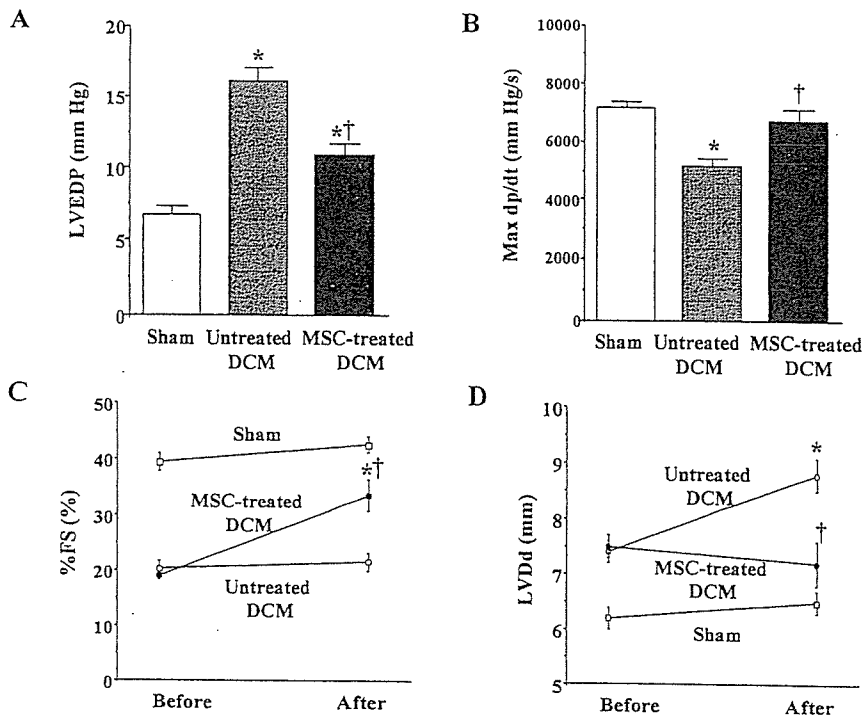 A
LVEDP (mm Hg)
20
15
10
5
0
*
*†
Sham
Untreated DCM
MSC-treated DCM
B
Max dp/dt (mm Hg/s)
10000
8000
6000
4000
2000
0
*
†
Sham
Untreated DCM
MSC-treated DCM
C
%FS (%)
50
40
30
20
10
0
Sham
*†
MSC-treated
DCM
Untreated
DCM
Before
After
D
LVDd (mm)
10
9
8
7
6
5
*
Untreated
DCM
†
MSC-treated
DCM
Sham
Before
After